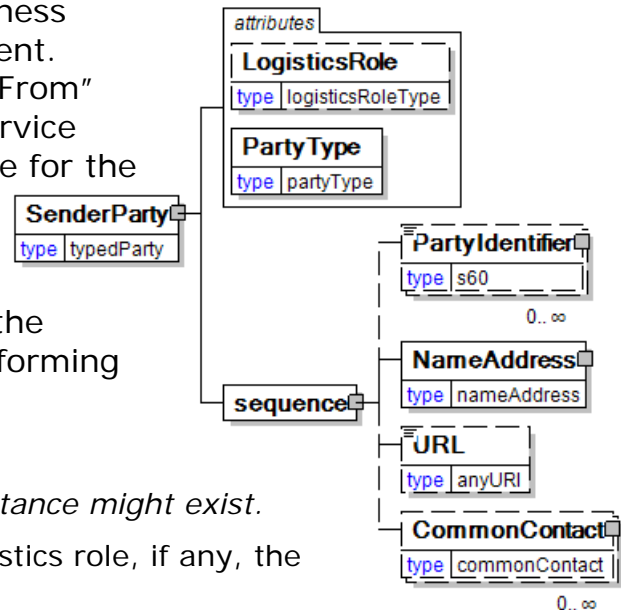 ness
ent.
From"
rvice
e for the
the
forming
tance might exist.
stics role, if any, the
attributes
LogisticsRole
type logisticsRoleType
PartyType
type partyType
SenderParty
type typedParty
sequence
PartyIdentifier
type s60
0.. ∞
NameAddress
type nameAddress
URL
type anyURI
CommonContact
type commonContact
0.. ∞